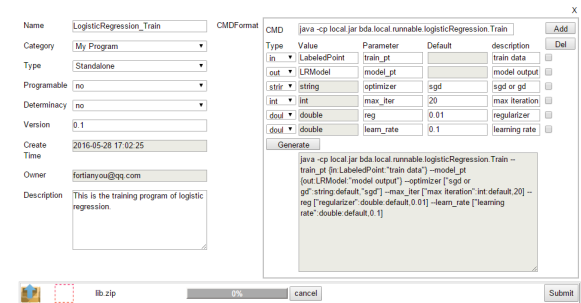 X
Name LogisticRegression_Train
Category My Program
Type Standalone
Programable no
Determinacy no
Version 0.1
Create
Time
2016-05-28 17:02:25
Owner fortianyou@qq.com
Description This is the training program of logistic
regression.
CMDFormat
CMD java -cp local.jar bda.local.runnable.logisticRegression.Train Add
Type Value Parameter Default description Del
in LabeledPoint train_pt train data
out LRModel model_pt model output
strir string optimizer sgd sgd or gd
int int max_iter 20 max iteration
doul double reg 0.01 regularizer
doul double learn_rate 0.1 learning rate
Generate
java -cp local.jar bda.local.runnable.logisticRegression.Train --
train_pt {in:LabeledPoint:"train data"} --model_pt
{out:LRModel:"model output"} --optimizer ["sgd or
gd":string:default,"sgd"] --max_iter ["max iteration":int:default,20] --
reg ["regularizer":double:default,0.01] --learn_rate ["learning
rate":double:default,0.1]
lib.zip 0% cancel Submit